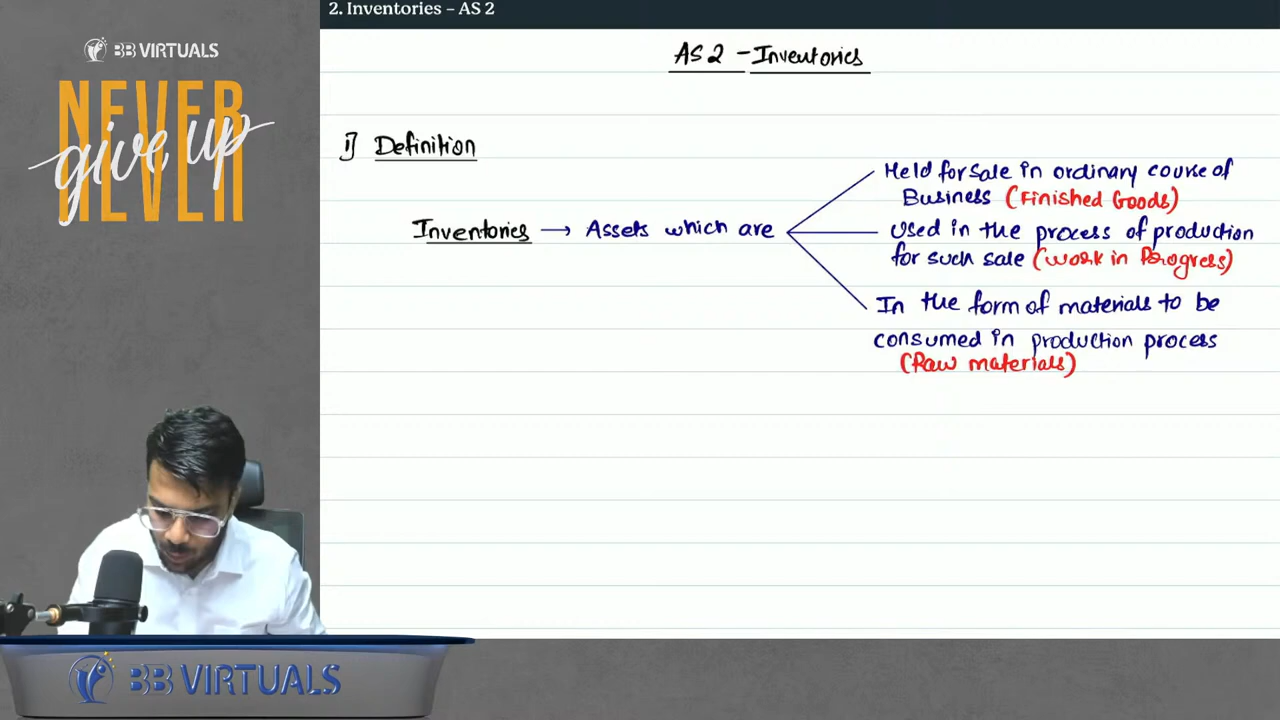 2. Inventories – AS 2
BB VIRTUALS
NEVER
give up
NEVER
AS 2 - Inventories
1) Definition
Inventories → Assets which are
Held for sale in ordinary course of
Business (Finished Goods)
Used in the process of production
for such sale (Work in Progress)
In the form of materials to be
consumed in production process
(Raw materials)
BB VIRTUALS